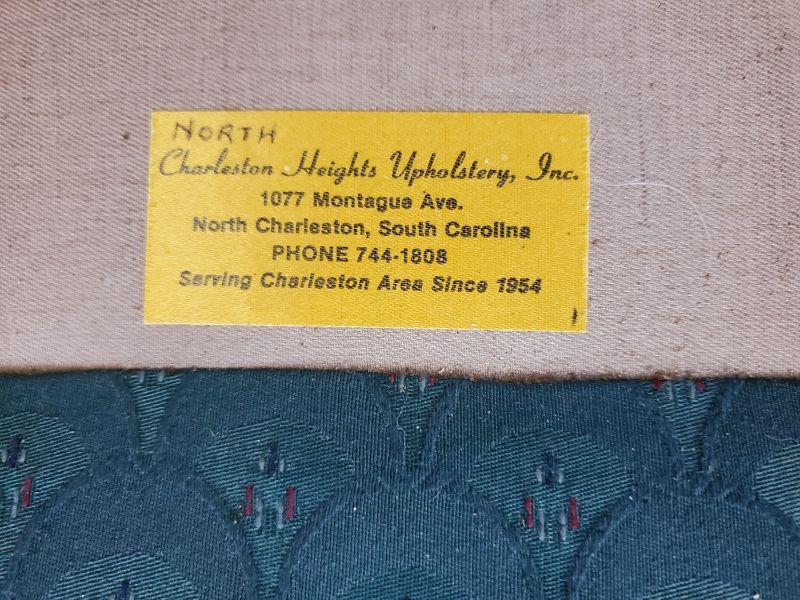 NORTH
Charleston Heights Upholstery, Inc.
1077 Montague Ave.
North Charleston, South Carolina
PHONE 744-1808
Serving Charleston Area Since 1954
1